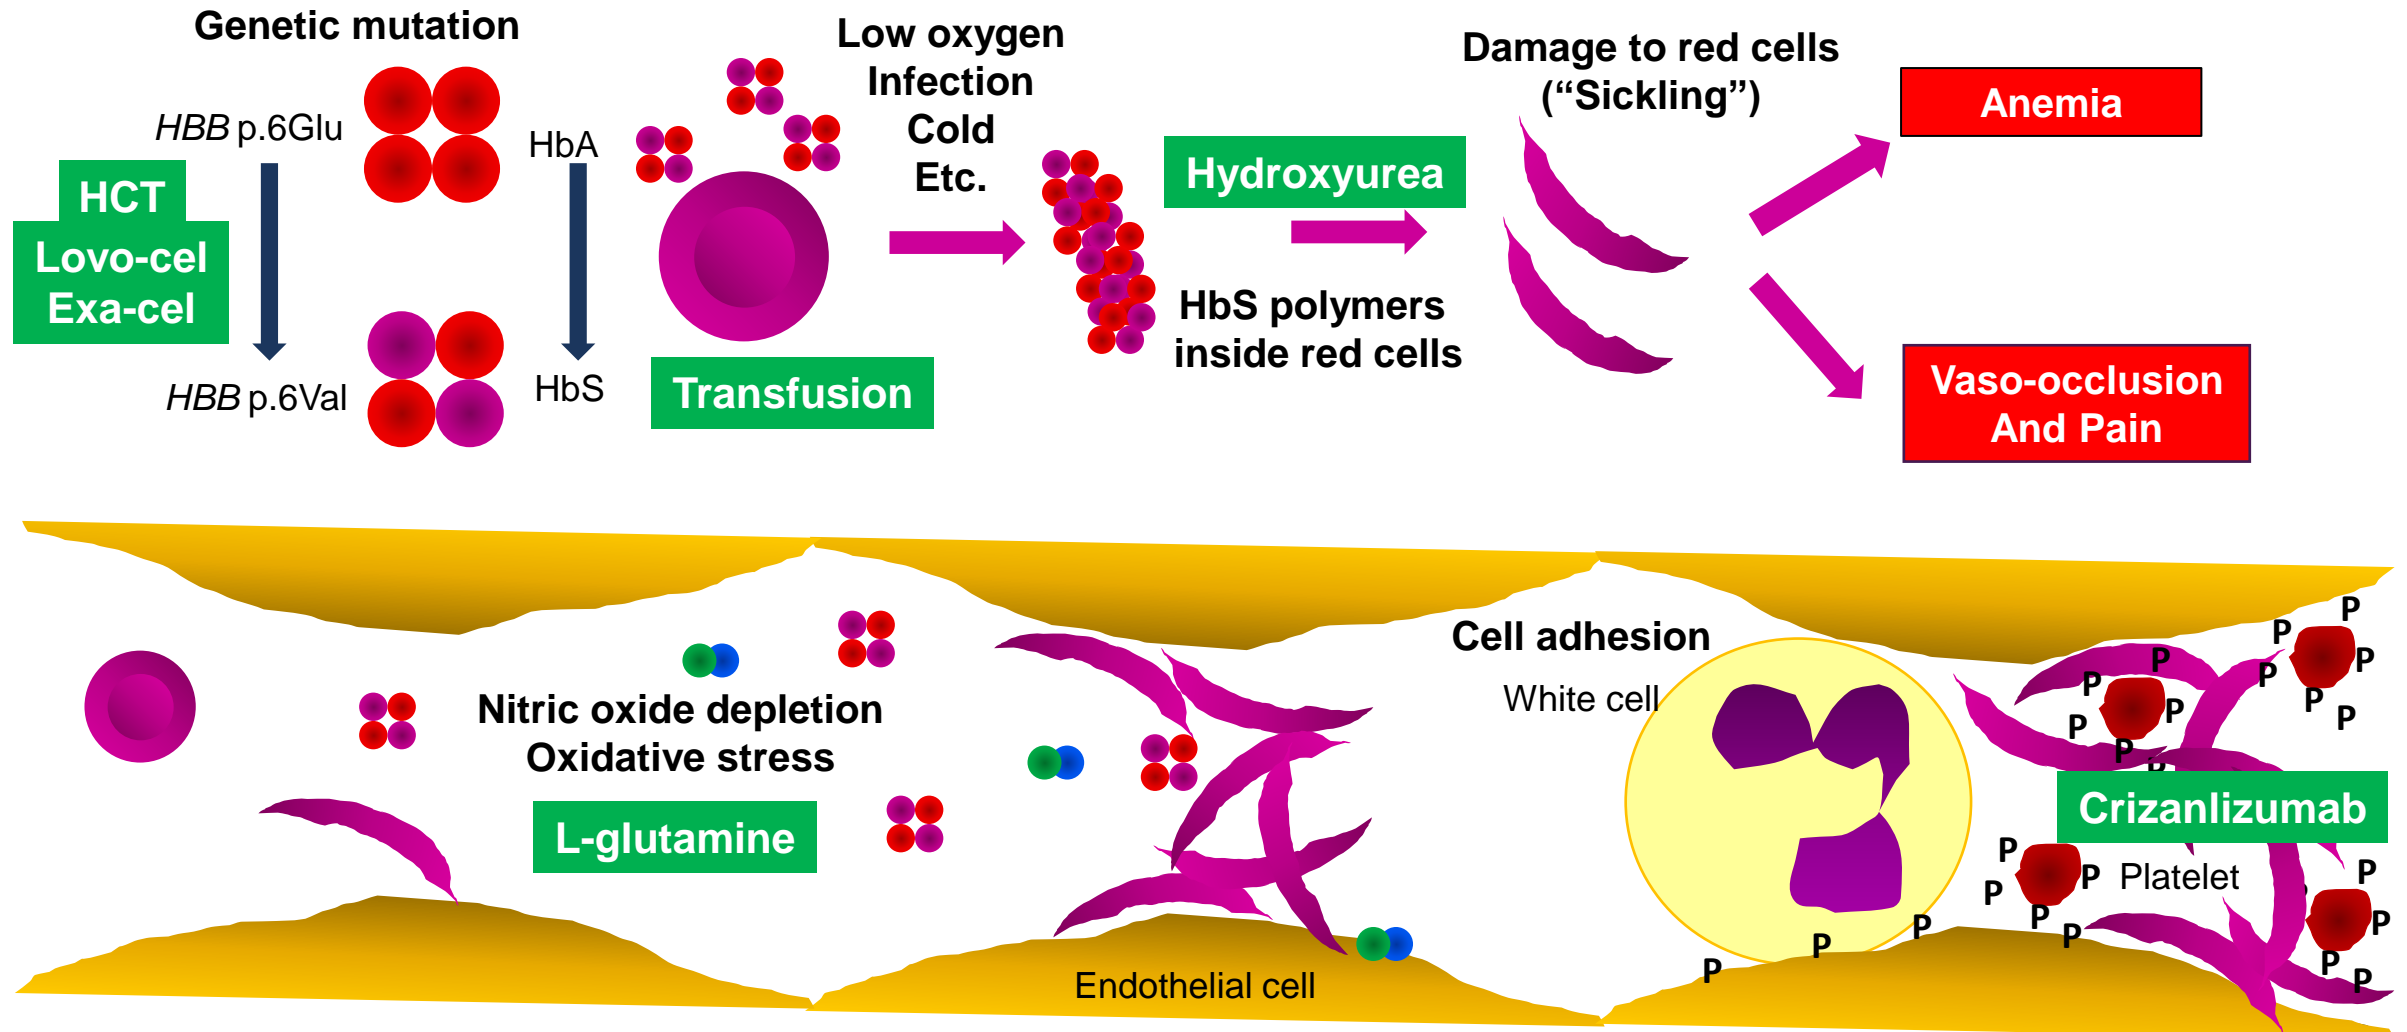 Genetic mutation
HBB p.6Glu
HbA
HCT
Lovo-cel
Exa-cel
HBB p.6Val
HbS
Transfusion
Low oxygen
Infection
Cold
Etc.
Hydroxyurea
HbS polymers
inside red cells
Damage to red cells
(“Sickling”)
Anemia
Vaso-occlusion
And Pain
Nitric oxide depletion
Oxidative stress
L-glutamine
Endothelial cell
Cell adhesion
White cell
P
P
P
P
P
P
P
P
P
P
P
P
P
P
Crizanlizumab
Platelet
P
P
P
P
P
P
P
P
P
P
P
P
P